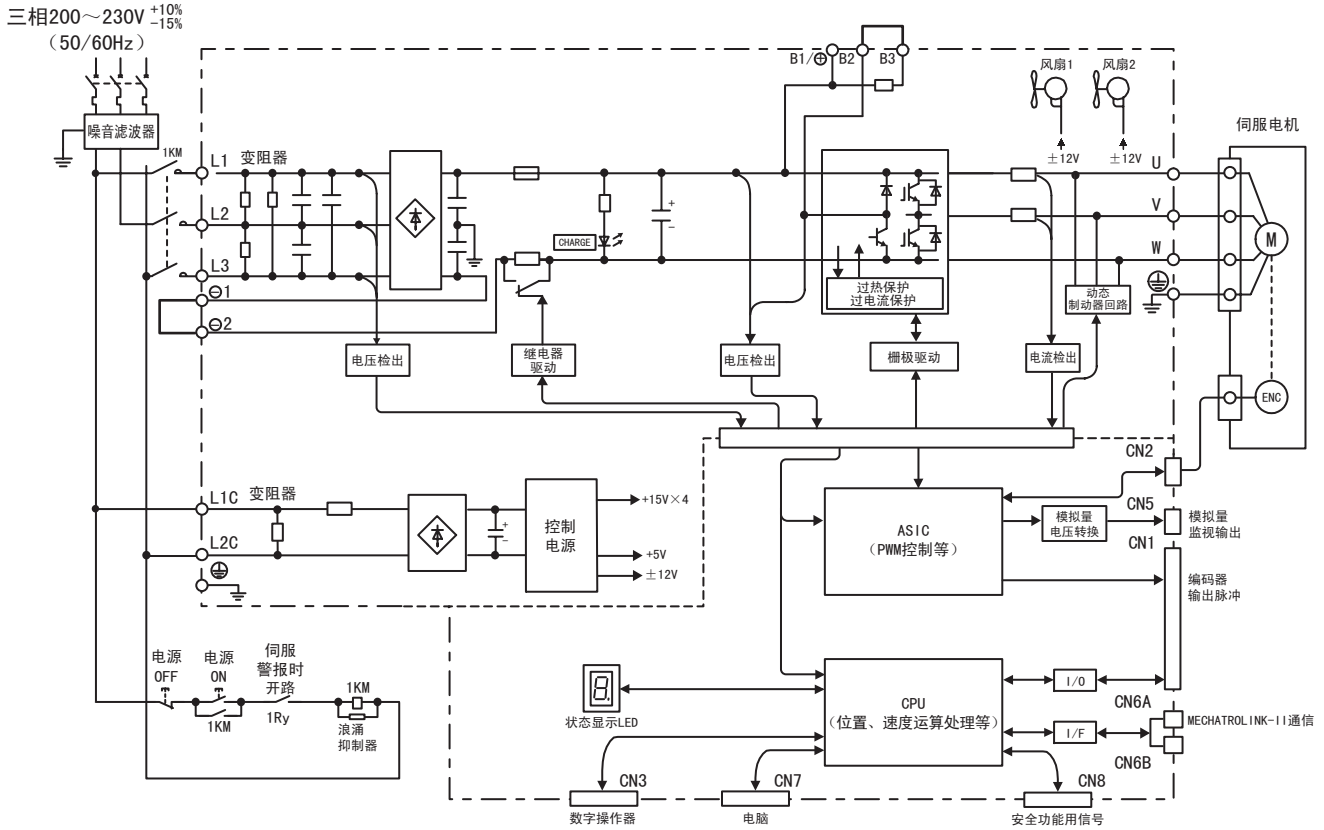 三相200～230V +10% -15%
（50/60Hz）
噪音滤波器
1KM
L1
变阻器
L2
L3
⊖1
⊖2
B1/⊕
B2
B3
风扇1
风扇2
±12V
±12V
伺服电机
U
V
W
M
ENC
CHARGE
+
−
过热保护
过电流保护
动态
制动器回路
电压检出
继电器
驱动
电压检出
栅极驱动
电流检出
L1C
变阻器
L2C
+
−
控制
电源
+15V×4
+5V
±12V
ASIC
（PWM控制等）
模拟量
电压转换
CN2
CN5
模拟量
监视输出
CN1
编码器
输出脉冲
电源
OFF
电源
ON
1KM
伺服
警报时
开路
1Ry
1KM
浪涌
抑制器
8.
状态显示LED
CPU
（位置、速度运算处理等）
I/O
I/F
CN6A
MECHATROLINK-II通信
CN6B
CN3
数字操作器
CN7
电脑
CN8
安全功能用信号